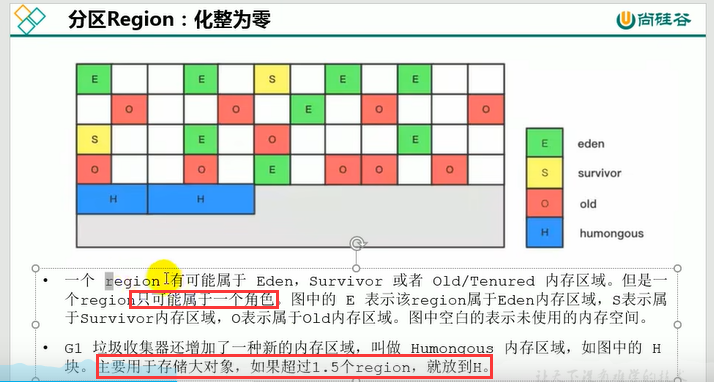 分区Region：化整为零
尚硅谷
E E S E E
O O E O O
S E O E
O O E O O O
H H
E eden
S survivor
O old
H humongous
• 一个 region 有可能属于 Eden，Survivor 或者 Old/Tenured 内存区域。但是一
个region只可能属于一个角色。图中的 E 表示该region属于Eden内存区域，S表示属
于Survivor内存区域，O表示属于Old内存区域。图中空白的表示未使用的内存空间。
• G1 垃圾收集器还增加了一种新的内存区域，叫做 Humongous 内存区域，如图中的 H
块。主要用于存储大对象，如果超过1.5个region，就放到H。